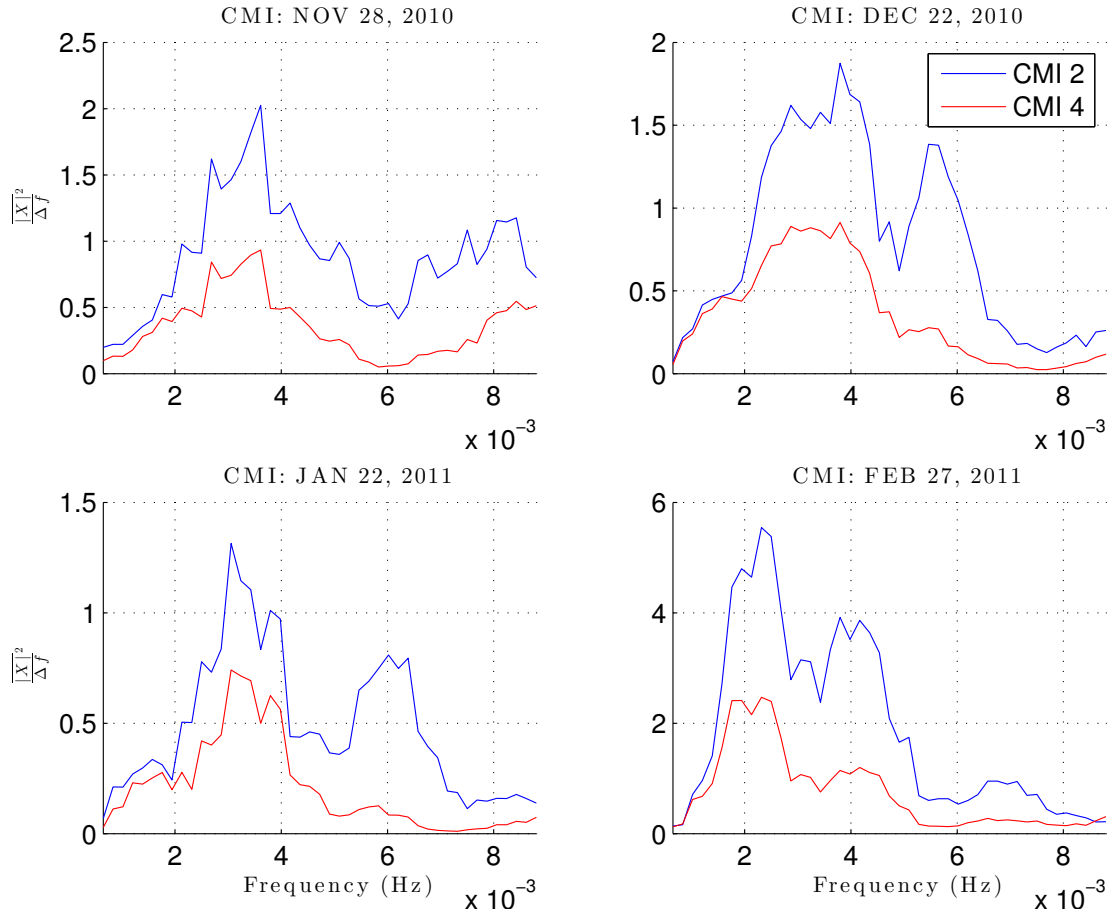 CMI: NOV 28, 2010
2.5
2
1.5
1
0.5
0
2 4 6 8
x 10^−3
|X|^2 / Δf
CMI: DEC 22, 2010
2
1.5
1
0.5
0
2 4 6 8
x 10^−3
CMI 2
CMI 4
CMI: JAN 22, 2011
1.5
1
0.5
0
2 4 6 8
x 10^−3
|X|^2 / Δf
Frequency (Hz)
CMI: FEB 27, 2011
6
4
2
0
2 4 6 8
x 10^−3
Frequency (Hz)